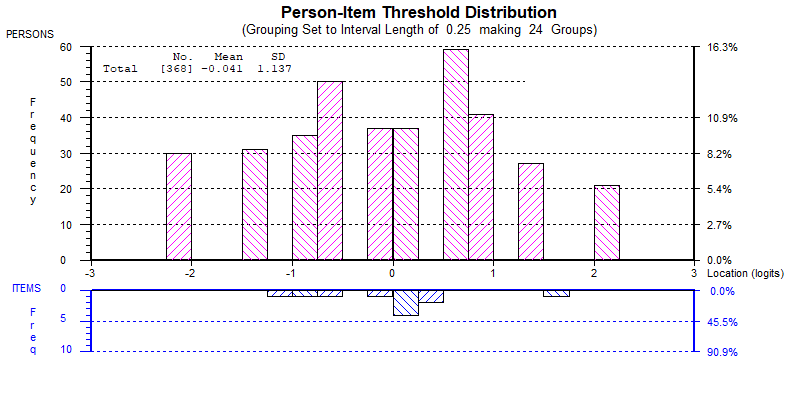 Person-Item Threshold Distribution
(Grouping Set to Interval Length of 0.25 making 24 Groups)
PERSONS
No. Mean SD
Total [368] -0.041 1.137
Frequency
60
50
40
30
20
10
0
16.3%
10.9%
8.2%
5.4%
2.7%
0.0%
-3 -2 -1 0 1 2 3 Location (logits)
ITEMS
Freq
0
5
10
0.0%
45.5%
90.9%